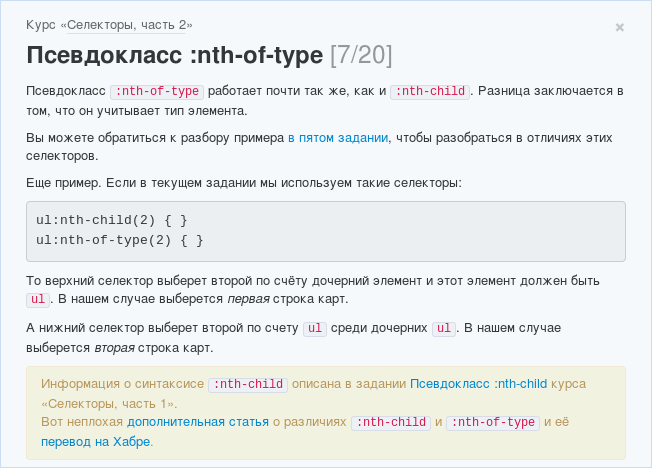 Курс «Селекторы, часть 2»
×
Псевдокласс :nth-of-type [7/20]
Псевдокласс :nth-of-type работает почти так же, как и :nth-child. Разница заключается в
том, что он учитывает тип элемента.
Вы можете обратиться к разбору примера в пятом задании, чтобы разобраться в отличиях этих
селекторов.
Еще пример. Если в текущем задании мы используем такие селекторы:
ul:nth-child(2) { }
ul:nth-of-type(2) { }
То верхний селектор выберет второй по счёту дочерний элемент и этот элемент должен быть
ul. В нашем случае выберется первая строка карт.
А нижний селектор выберет второй по счету ul среди дочерних ul. В нашем случае
выберется вторая строка карт.
Информация о синтаксисе :nth-child описана в задании Псевдокласс :nth-child курса
«Селекторы, часть 1».
Вот неплохая дополнительная статья о различиях :nth-child и :nth-of-type и её
перевод на Хабре.